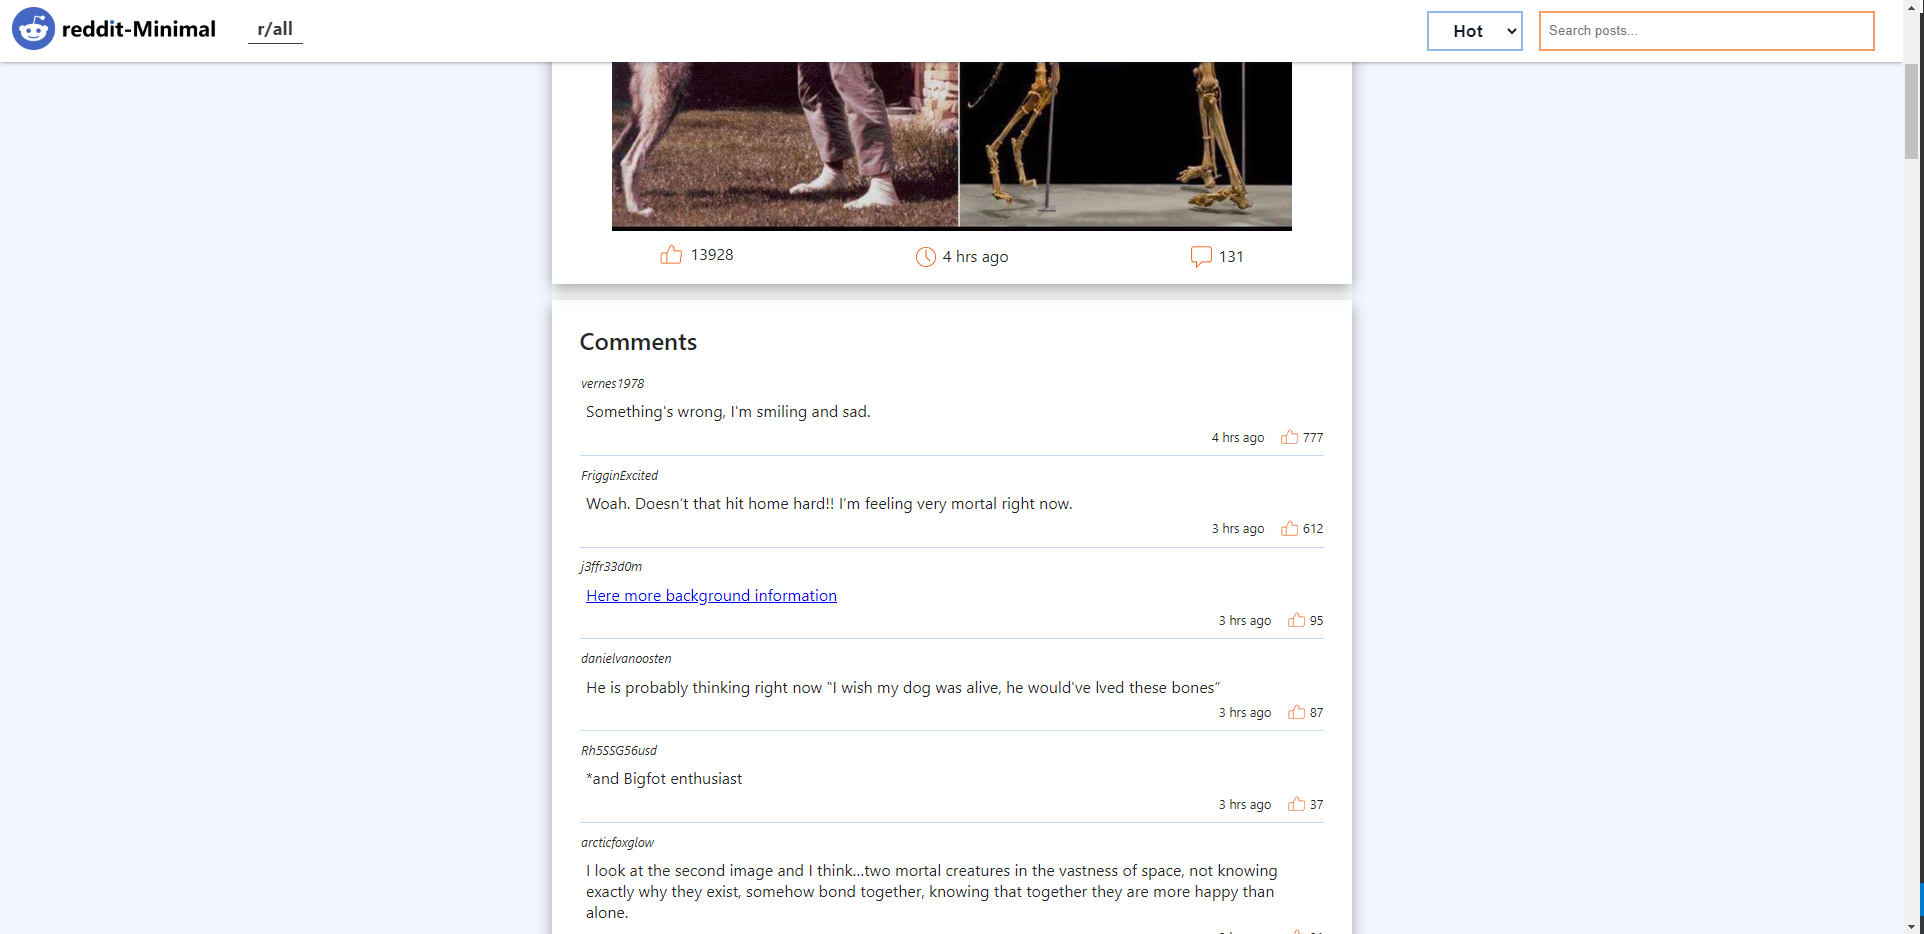 reddit-Minimal
r/all
Hot
Search posts...
13928
4 hrs ago
131
Comments
vernes1978
Something's wrong, I'm smiling and sad.
4 hrs ago 777
FrigginExcited
Woah. Doesn’t that hit home hard!! I’m feeling very mortal right now.
3 hrs ago 612
j3ffr33d0m
Here more background information
3 hrs ago 95
danielvanoosten
He is probably thinking right now “I wish my dog was alive, he would've lved these bones”
3 hrs ago 87
Rh5SSG56usd
*and Bigfot enthusiast
3 hrs ago 37
arcticfoxglow
I look at the second image and I think...two mortal creatures in the vastness of space, not knowing
exactly why they exist, somehow bond together, knowing that together they are more happy than
alone.